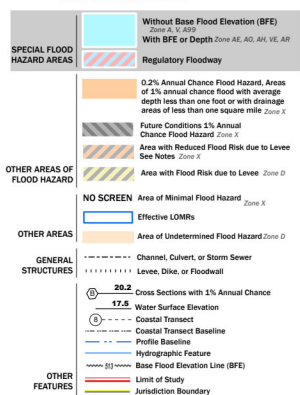 SPECIAL FLOOD
HAZARD AREAS
Without Base Flood Elevation (BFE)
Zone A, V, A99
With BFE or Depth Zone AE, AO, AH, VE, AR
Regulatory Floodway
OTHER AREAS OF
FLOOD HAZARD
0.2% Annual Chance Flood Hazard, Areas
of 1% annual chance flood with average
depth less than one foot or with drainage
areas of less than one square mile Zone X
Future Conditions 1% Annual
Chance Flood Hazard Zone X
Area with Reduced Flood Risk due to Levee
See Notes Zone X
Area with Flood Risk due to Levee Zone D
OTHER AREAS
NO SCREEN Area of Minimal Flood Hazard Zone X
Effective LOMRs
Area of Undetermined Flood Hazard Zone D
GENERAL
STRUCTURES
Channel, Culvert, or Storm Sewer
Levee, Dike, or Floodwall
OTHER
FEATURES
B 20.2 Cross Sections with 1% Annual Chance
17.5 Water Surface Elevation
8 Coastal Transect
Coastal Transect Baseline
Profile Baseline
Hydrographic Feature
513 Base Flood Elevation Line (BFE)
Limit of Study
Jurisdiction Boundary